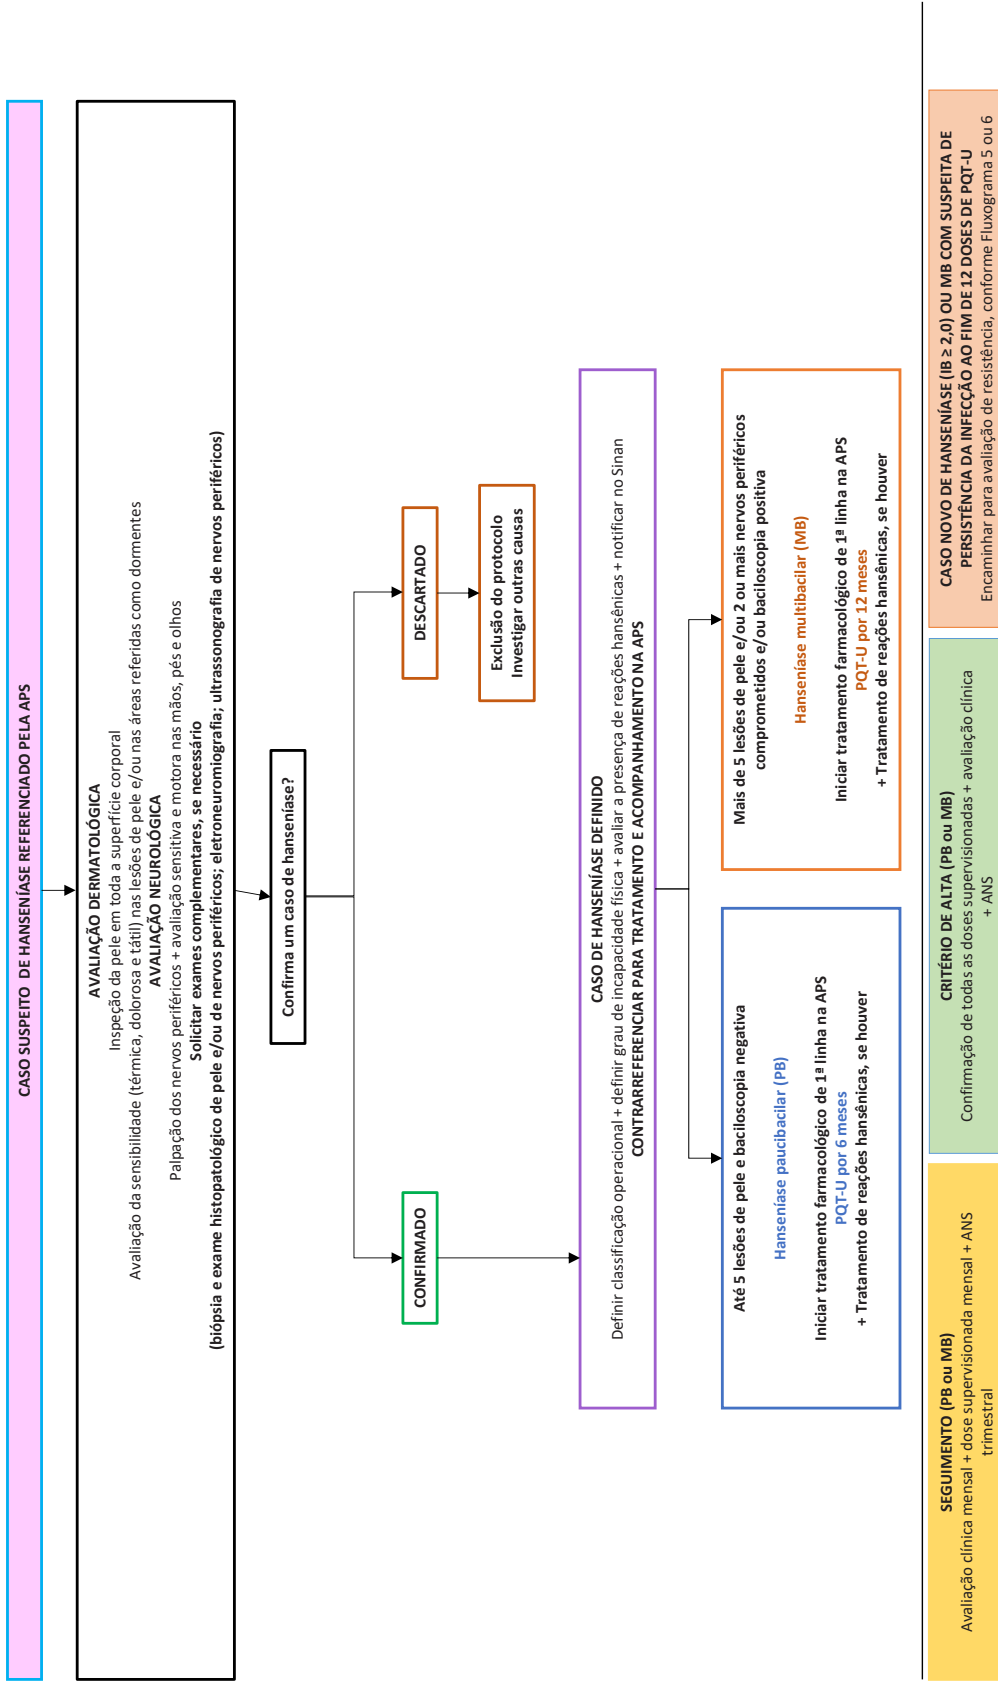 CASO SUSPEITO DE HANSENÍASE REFERENCIADO PELA APS
AVALIAÇÃO DERMATOLÓGICA
Inspeção da pele em toda a superfície corporal
Avaliação da sensibilidade (térmica, dolorosa e tátil) nas lesões de pele e/ou nas áreas referidas como dormentes
AVALIAÇÃO NEUROLÓGICA
Palpação dos nervos periféricos + avaliação sensitiva e motora nas mãos, pés e olhos
Solicitar exames complementares, se necessário
(biópsia e exame histopatológico de pele e/ou de nervos periféricos; eletroneuromiografia; ultrassonografia de nervos periféricos)
Confirma um caso de hanseníase?
CONFIRMADO
DESCARTADO
Exclusão do protocolo
Investigar outras causas
CASO DE HANSENÍASE DEFINIDO
Definir classificação operacional + definir grau de incapacidade física + avaliar a presença de reações hansênicas + notificar no Sinan
CONTRARREFERENCIAR PARA TRATAMENTO E ACOMPANHAMENTO NA APS
Até 5 lesões de pele e baciloscopia negativa
Hanseníase paucibacilar (PB)
Iniciar tratamento farmacológico de 1ª linha na APS
PQT-U por 6 meses
+ Tratamento de reações hansênicas, se houver
Mais de 5 lesões de pele e/ou 2 ou mais nervos periféricos
comprometidos e/ou baciloscopia positiva
Hanseníase multibacilar (MB)
Iniciar tratamento farmacológico de 1ª linha na APS
PQT-U por 12 meses
+ Tratamento de reações hansênicas, se houver
SEGUIMENTO (PB ou MB)
Avaliação clínica mensal + dose supervisionada mensal + ANS
trimestral
CRITÉRIO DE ALTA (PB ou MB)
Confirmação de todas as doses supervisionadas + avaliação clínica
+ ANS
CASO NOVO DE HANSENÍASE (IB ≥ 2,0) OU MB COM SUSPEITA DE
PERSISTÊNCIA DA INFECÇÃO AO FIM DE 12 DOSES DE PQT-U
Encaminhar para avaliação de resistência, conforme Fluxograma 5 ou 6